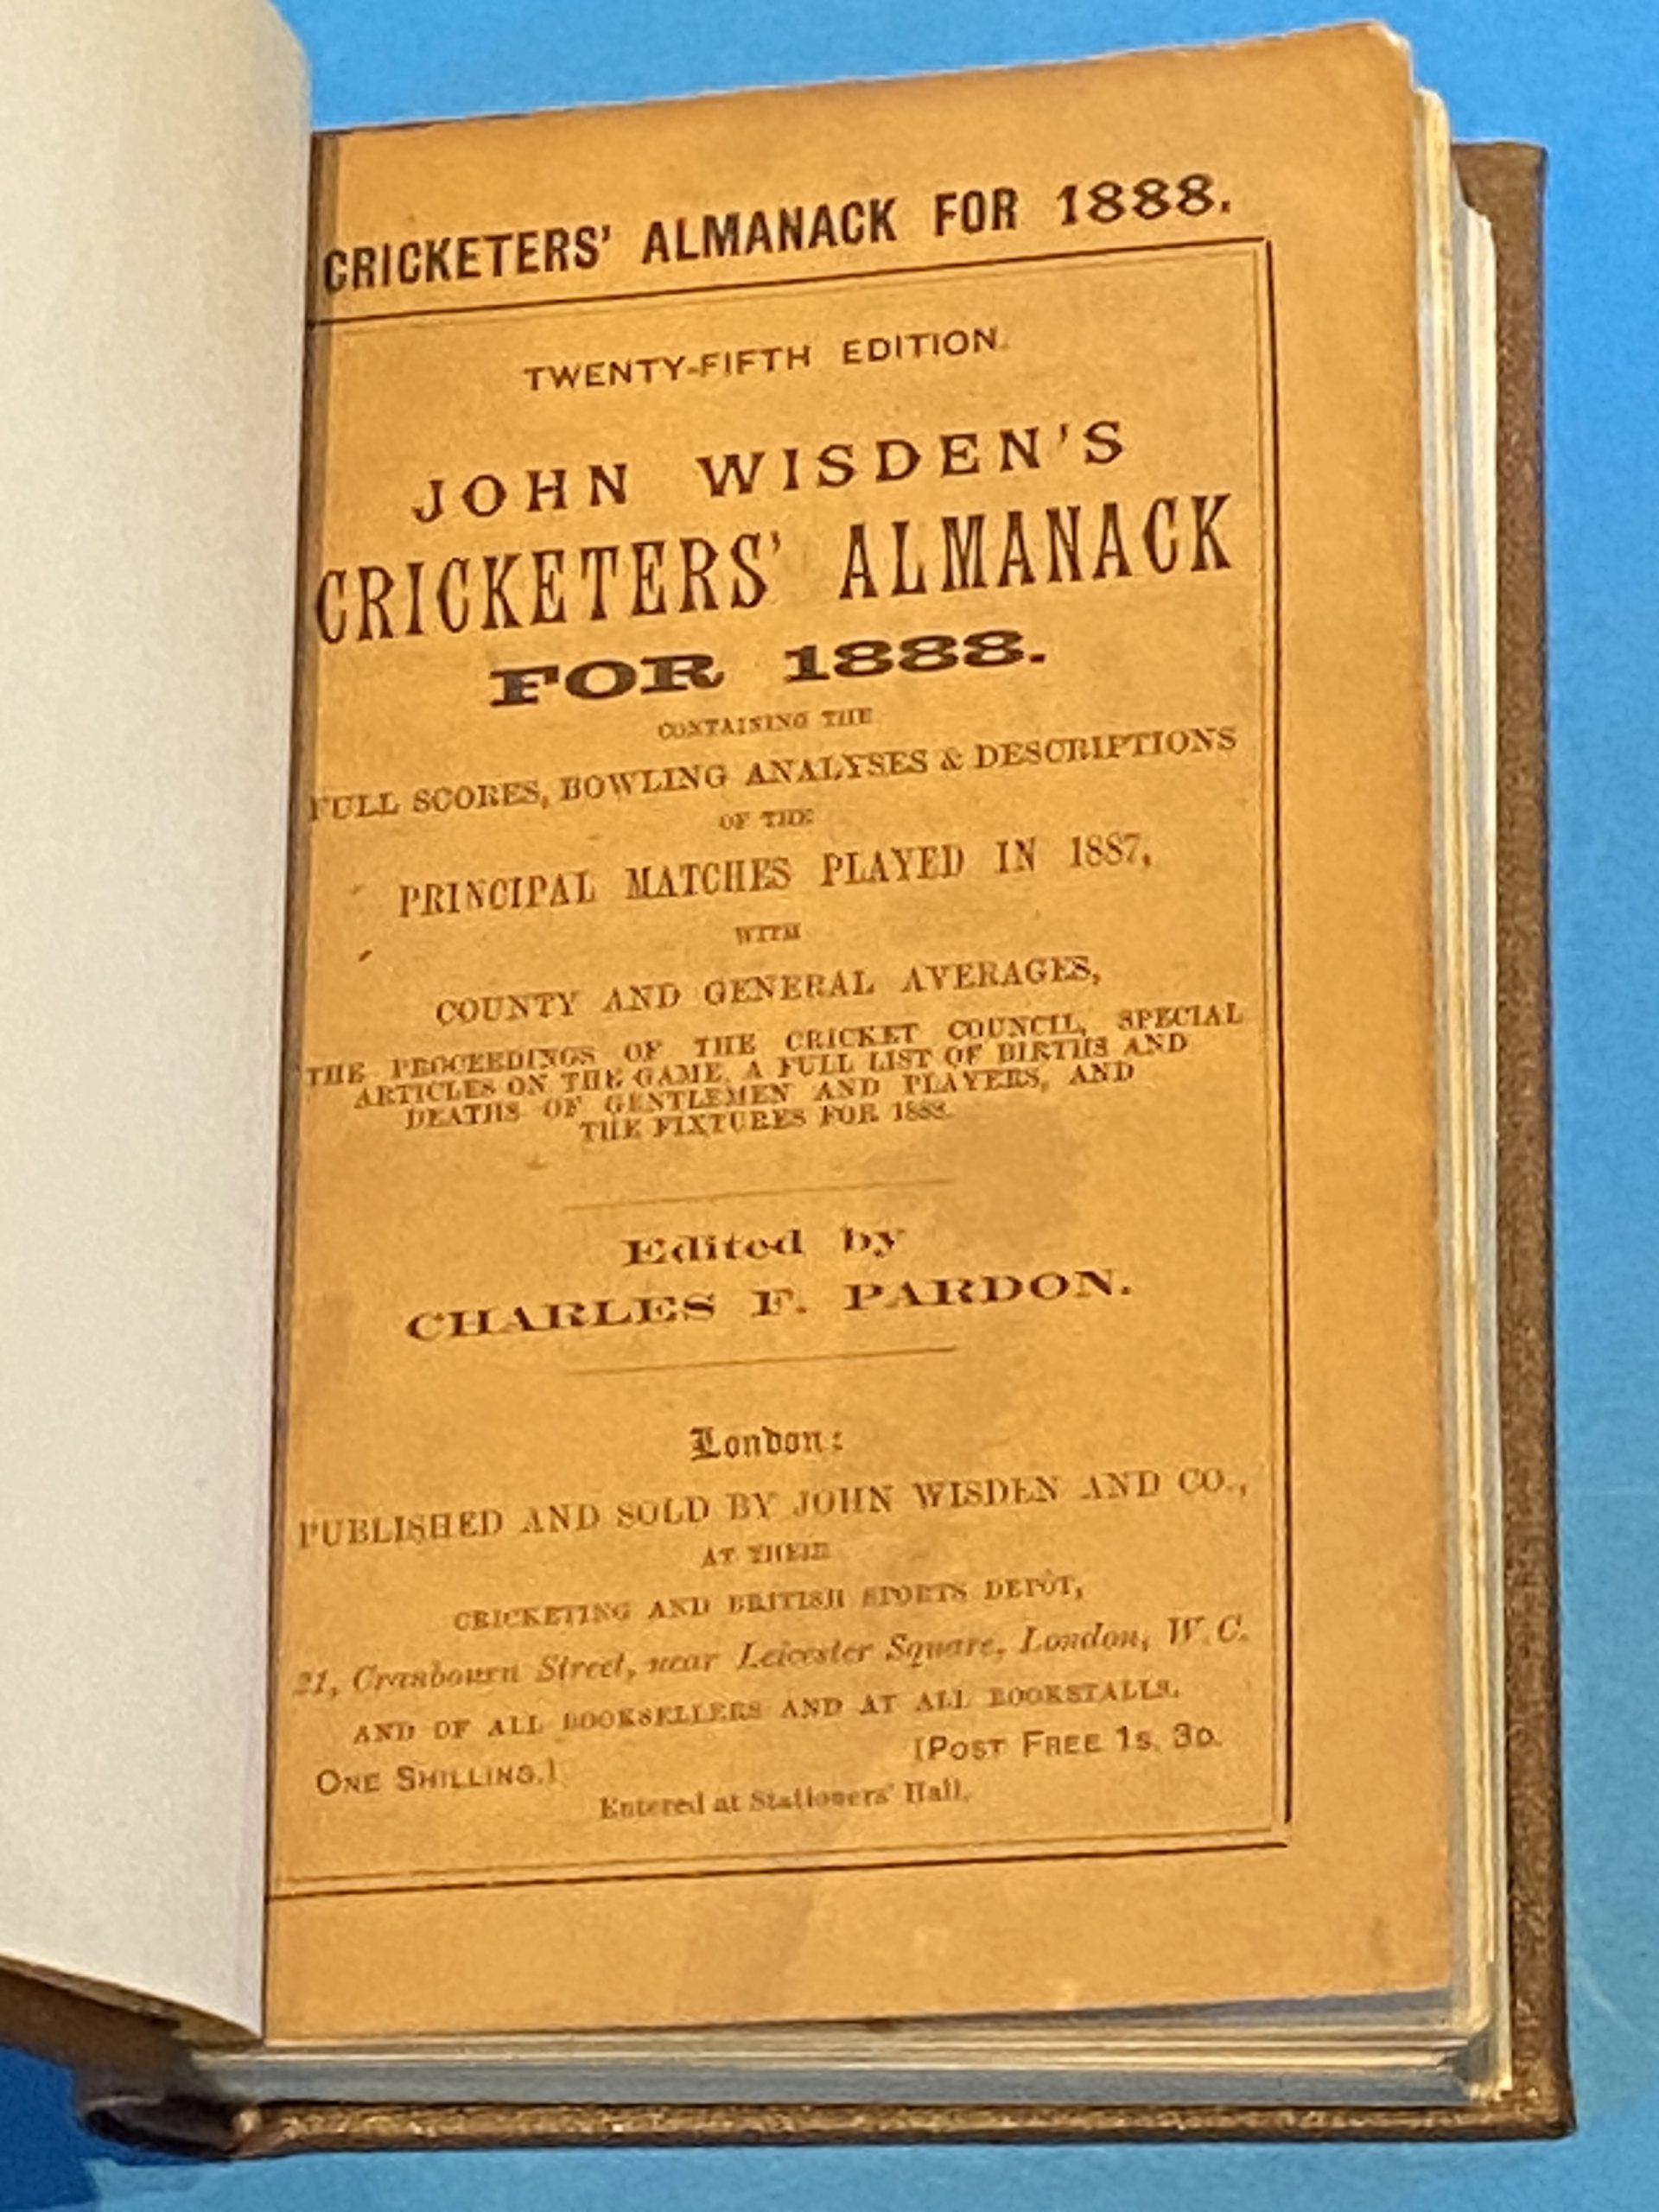 CRICKETERS' ALMANACK FOR 1888.
TWENTY-FIFTH EDITION.
JOHN WISDEN'S
CRICKETERS' ALMANACK
FOR 1888.
CONTAINING THE
FULL SCORES, BOWLING ANALYSES & DESCRIPTIONS
OF THE
PRINCIPAL MATCHES PLAYED IN 1887,
WITH
COUNTY AND GENERAL AVERAGES,
THE PROCEEDINGS OF THE CRICKET COUNCIL, SPECIAL
ARTICLES ON THE GAME, A FULL LIST OF BIRTHS AND
DEATHS OF GENTLEMEN AND PLAYERS, AND
THE FIXTURES FOR 1888.
Edited by
CHARLES F. PARDON.
London:
PUBLISHED AND SOLD BY JOHN WISDEN AND CO.,
AT THEIR
CRICKETING AND BRITISH SPORTS DEPÔT,
21, Cranbourn Street, near Leicester Square, London, W.C.
AND OF ALL BOOKSELLERS AND AT ALL BOOKSTALLS.
ONE SHILLING.] [POST FREE 1s. 3D.
Entered at Stationers' Hall.